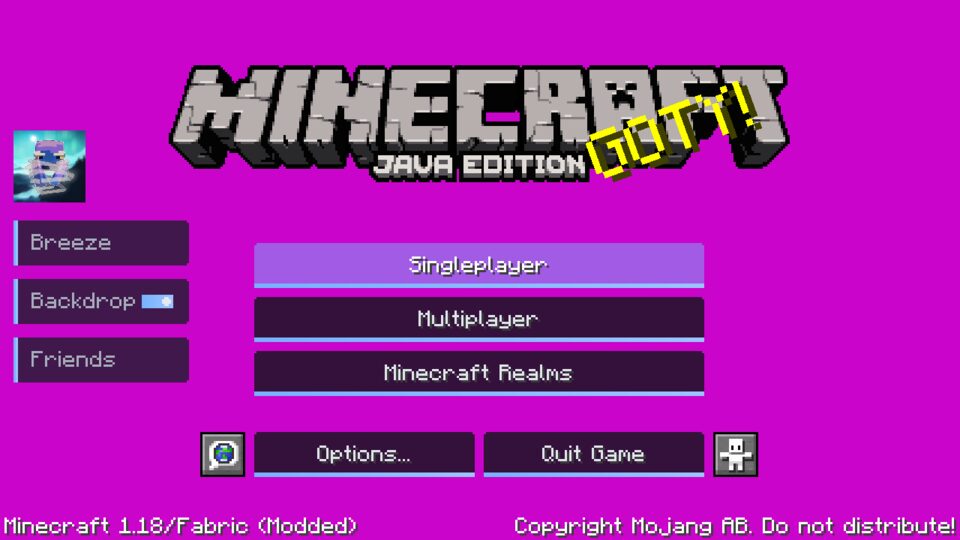 MINECRAFT
JAVA EDITION
GOTY!
Breeze
Backdrop
Friends
Singleplayer
Multiplayer
Minecraft Realms
Options...
Quit Game
Minecraft 1.18/Fabric (Modded)
Copyright Mojang AB. Do not distribute!